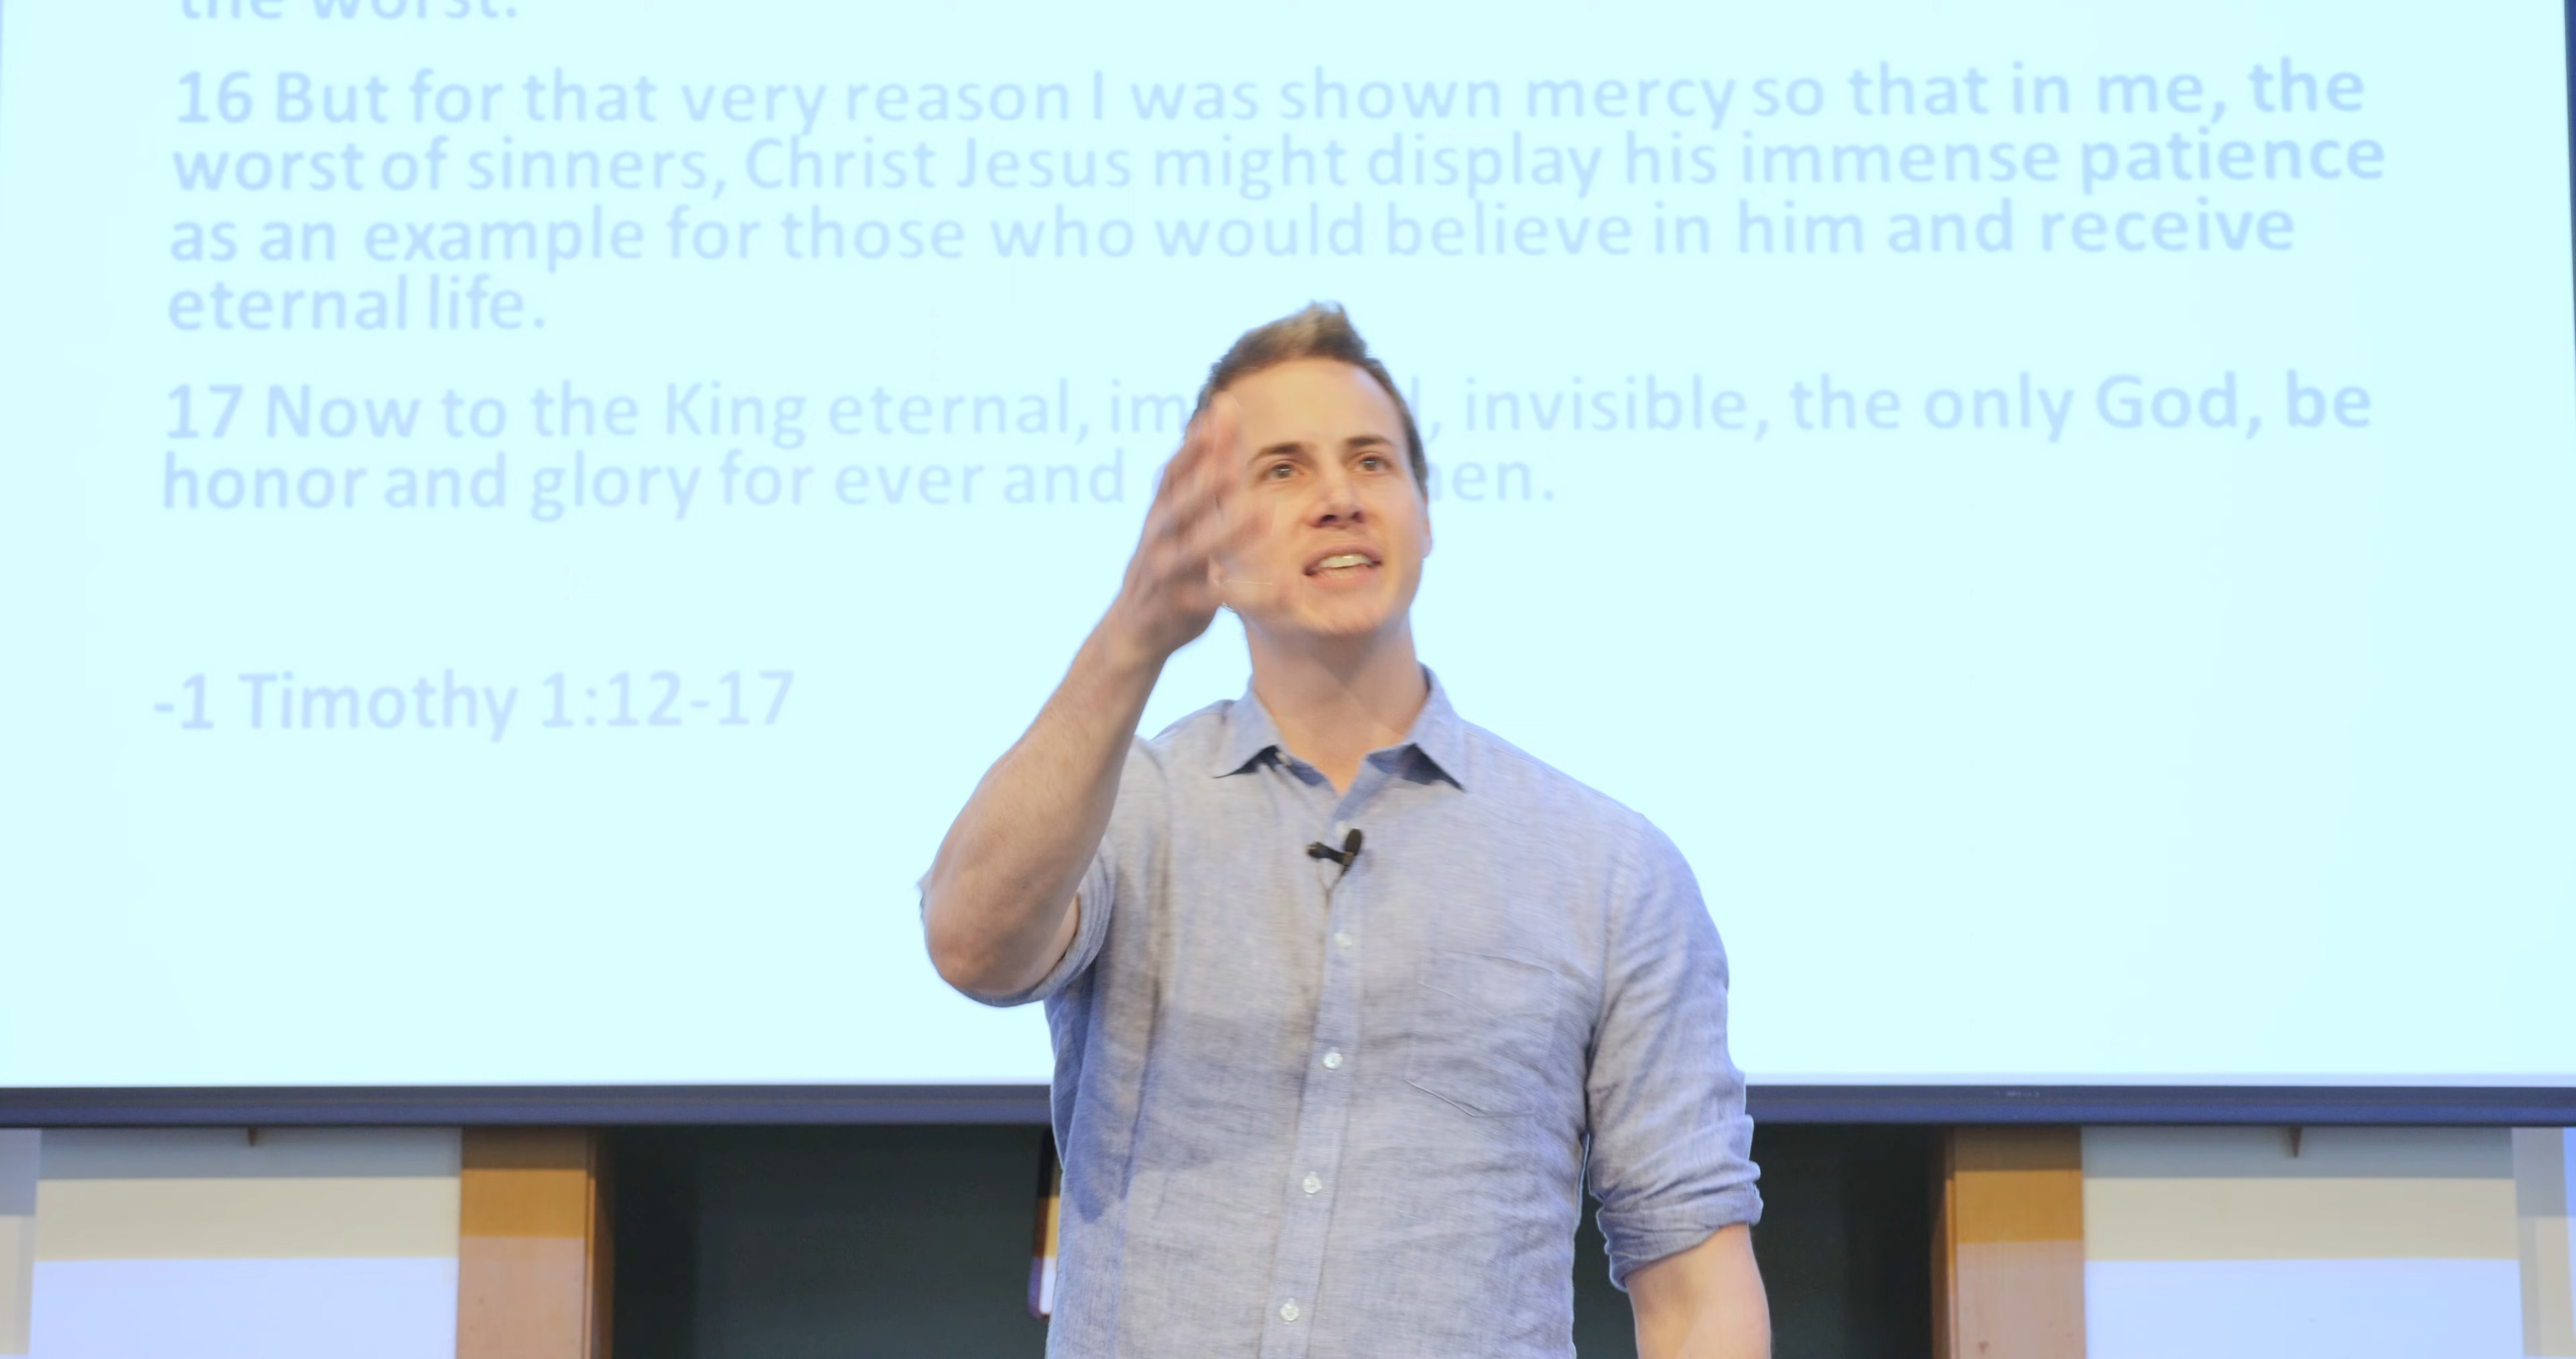 the worst.
16 But for that very reason I was shown mercy so that in me, the
worst of sinners, Christ Jesus might display his immense patience
as an example for those who would believe in him and receive
eternal life.
17 Now to the King eternal, invisible, the only God, be
honor and glory for ever and
-1 Timothy 1:12-17